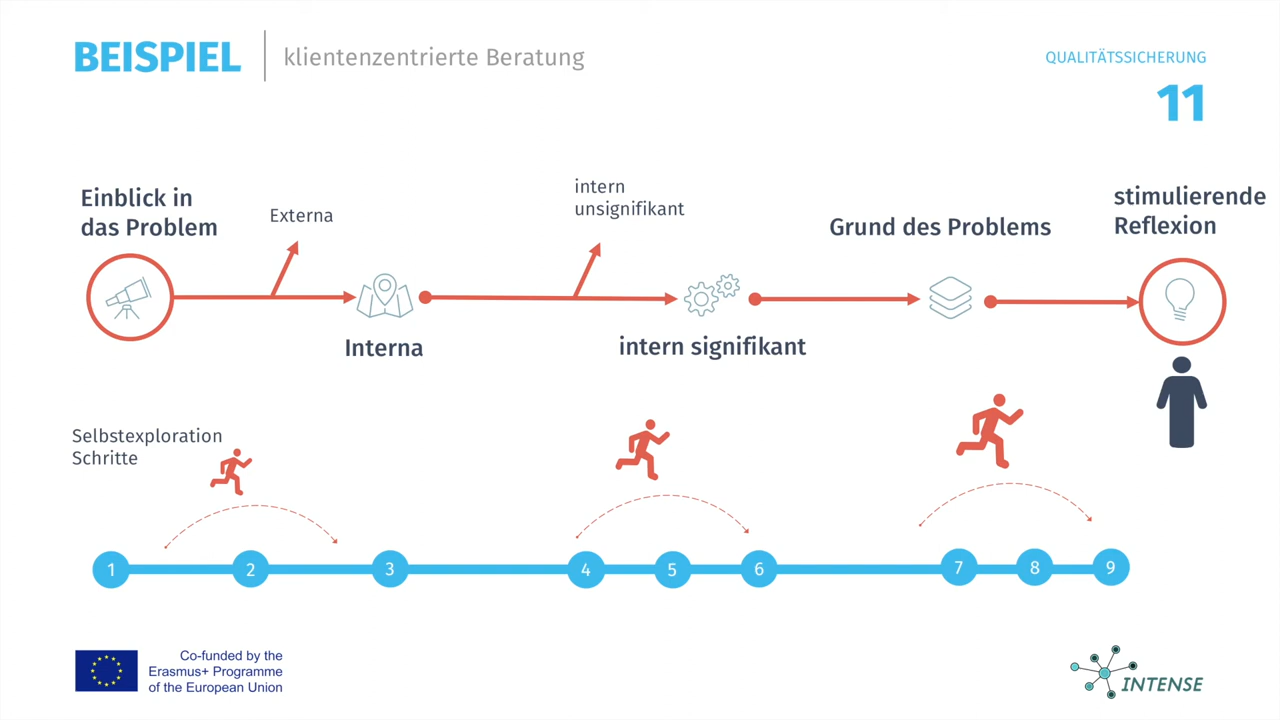 BEISPIEL
klientenzentrierte Beratung
QUALITÄTSSICHERUNG
11
Einblick in
das Problem
Externa
intern
unsignifikant
Grund des Problems
stimulierende
Reflexion
Interna
intern signifikant
Selbstexploration
Schritte
1
2
3
4
5
6
7
8
9
Co-funded by the
Erasmus+ Programme
of the European Union
INTENSE